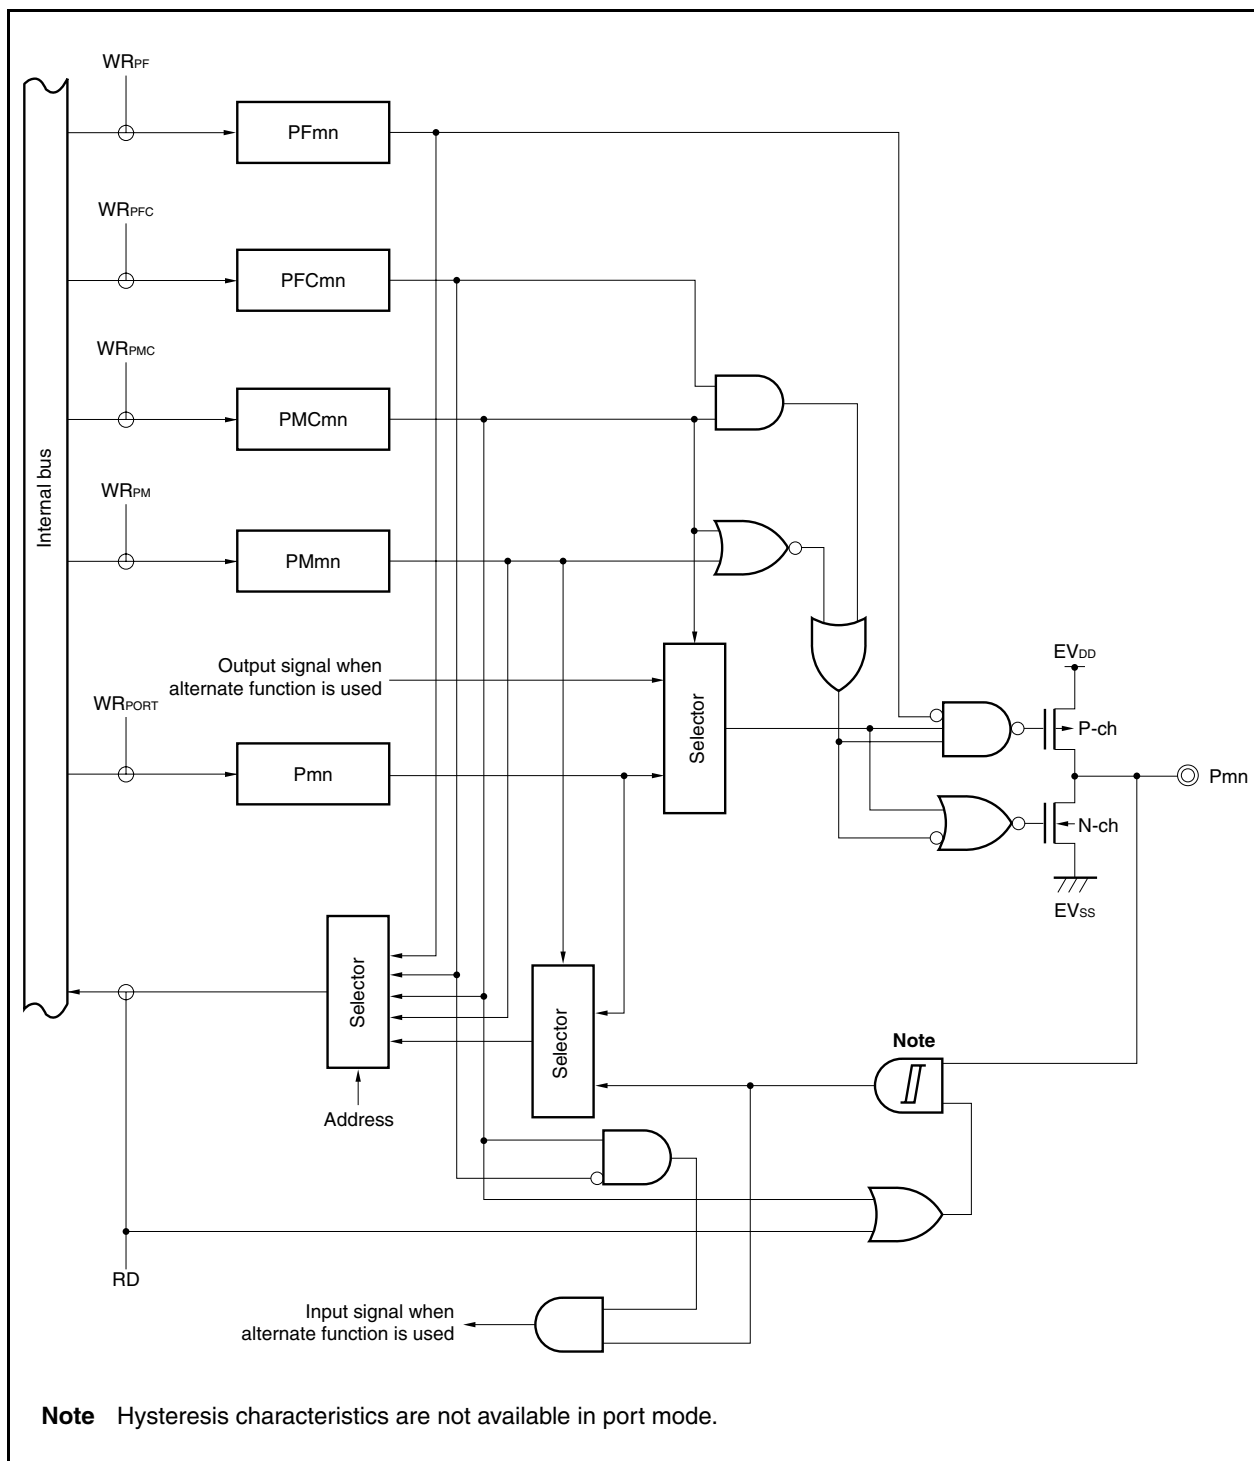 WRPF
PFmn
WRPFC
PFCmn
WRPMC
PMCmn
WRPM
PMmn
Internal bus
Output signal when
alternate function is used
WRPORT
Pmn
Selector
EVDD
P-ch
Pmn
N-ch
EVSS
Selector
Selector
Note
Address
RD
Input signal when
alternate function is used
Note Hysteresis characteristics are not available in port mode.